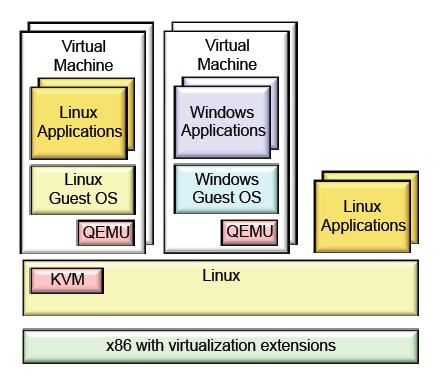 Virtual
Machine
Linux
Applications
Linux
Guest OS
QEMU
Virtual
Machine
Windows
Applications
Windows
Guest OS
QEMU
Linux
Applications
KVM
Linux
x86 with virtualization extensions